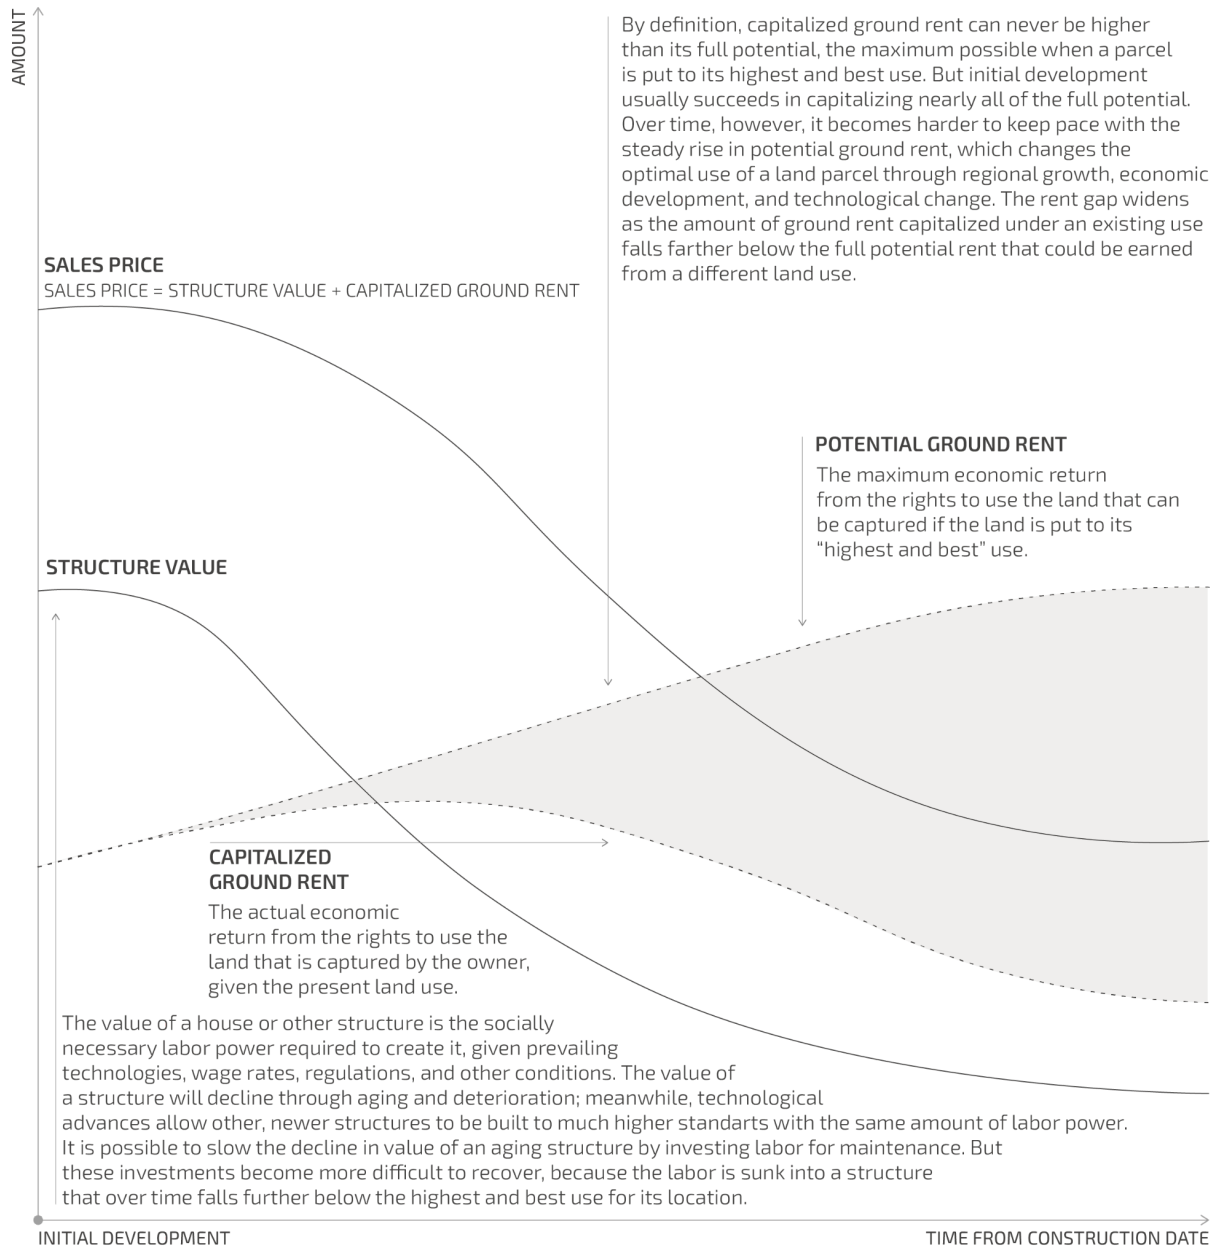 AMOUNT
By definition, capitalized ground rent can never be higher
than its full potential, the maximum possible when a parcel
is put to its highest and best use. But initial development
usually succeeds in capitalizing nearly all of the full potential.
Over time, however, it becomes harder to keep pace with the
steady rise in potential ground rent, which changes the
optimal use of a land parcel through regional growth, economic
development, and technological change. The rent gap widens
as the amount of ground rent capitalized under an existing use
falls farther below the full potential rent that could be earned
from a different land use.
SALES PRICE
SALES PRICE = STRUCTURE VALUE + CAPITALIZED GROUND RENT
POTENTIAL GROUND RENT
The maximum economic return
from the rights to use the land that can
be captured if the land is put to its
“highest and best” use.
STRUCTURE VALUE
CAPITALIZED
GROUND RENT
The actual economic
return from the rights to use the
land that is captured by the owner,
given the present land use.
The value of a house or other structure is the socially
necessary labor power required to create it, given prevailing
technologies, wage rates, regulations, and other conditions. The value of
a structure will decline through aging and deterioration; meanwhile, technological
advances allow other, newer structures to be built to much higher standarts with the same amount of labor power.
It is possible to slow the decline in value of an aging structure by investing labor for maintenance. But
these investments become more difficult to recover, because the labor is sunk into a structure
that over time falls further below the highest and best use for its location.
INITIAL DEVELOPMENT
TIME FROM CONSTRUCTION DATE